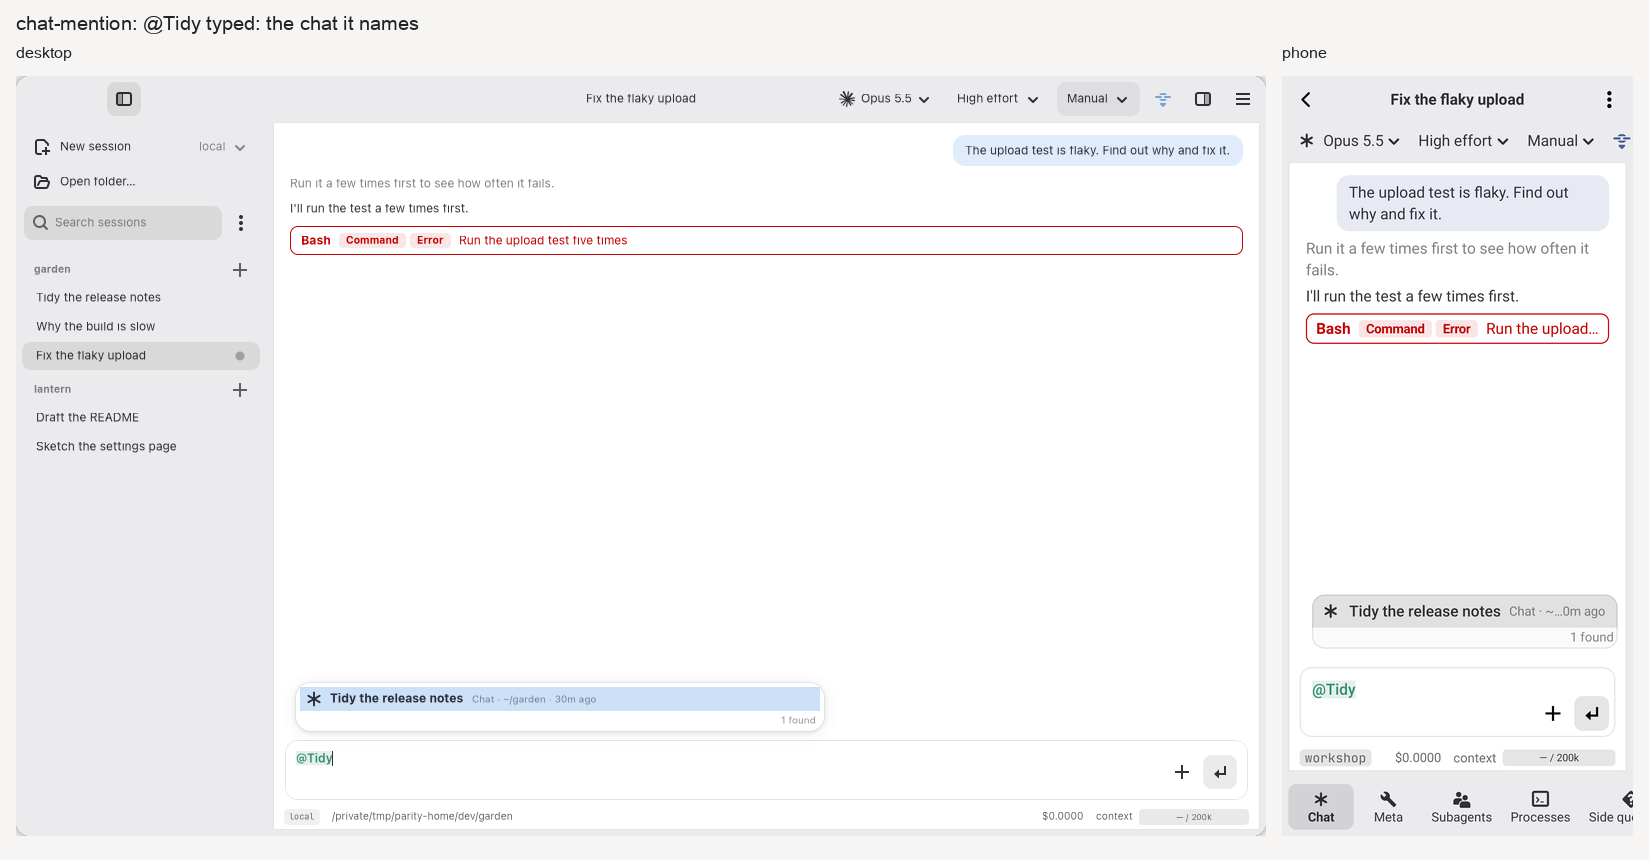 chat-mention: @Tidy typed: the chat it names
desktop
Fix the flaky upload
Opus 5.5
High effort
Manual
New session
local
Open folder...
Search sessions
garden
Tidy the release notes
Why the build is slow
Fix the flaky upload
lantern
Draft the README
Sketch the settings page
The upload test is flaky. Find out why and fix it.
Run it a few times first to see how often it fails.
I'll run the test a few times first.
Bash Command Error Run the upload test five times
Tidy the release notes Chat · ~/garden · 30m ago
1 found
@Tidy
local /private/tmp/parity-home/dev/garden
$0.0000 context – / 200k
phone
Fix the flaky upload
Opus 5.5 High effort Manual
The upload test is flaky. Find out
why and fix it.
Run it a few times first to see how often it
fails.
I'll run the test a few times first.
Bash Command Error Run the upload...
Tidy the release notes Chat · ~...0m ago
1 found
@Tidy
workshop $0.0000 context – / 200k
Chat Meta Subagents Processes Side qu